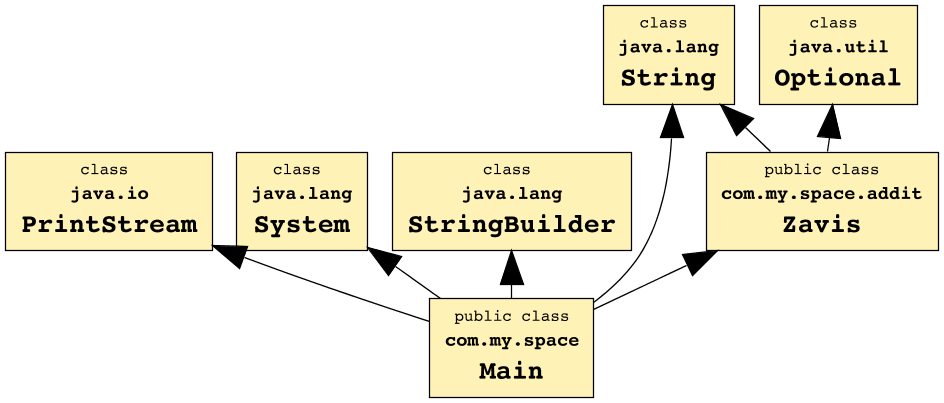 class
java.lang
String
class
java.util
Optional
class
java.io
PrintStream
class
java.lang
System
class
java.lang
StringBuilder
public class
com.my.space.addit
Zavis
public class
com.my.space
Main